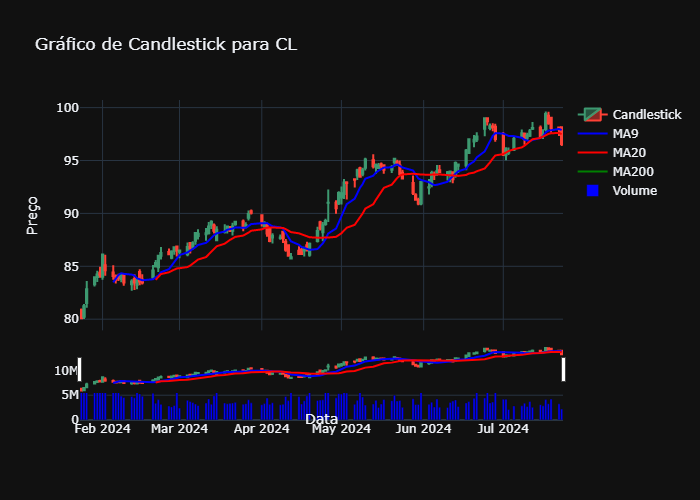 Gráfico de Candlestick para CL
100
95
90
85
80
Preço
Candlestick
MA9
MA20
MA200
Volume
10M
5M
0
Feb 2024
Mar 2024
Apr 2024
May 2024
Jun 2024
Jul 2024
Data